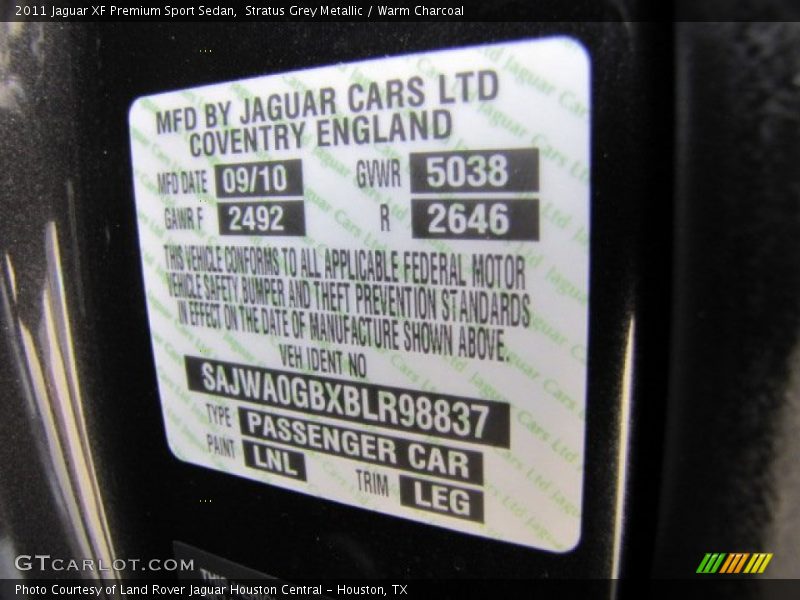 2011 Jaguar XF Premium Sport Sedan, Stratus Grey Metallic / Warm Charcoal
MFD BY JAGUAR CARS LTD
COVENTRY ENGLAND
MFD DATE 09/10 GVWR 5038
GAWR F 2492 R 2646
THIS VEHICLE CONFORMS TO ALL APPLICABLE FEDERAL MOTOR
VEHICLE SAFETY BUMPER AND THEFT PREVENTION STANDARDS
IN EFFECT ON THE DATE OF MANUFACTURE SHOWN ABOVE.
VEH IDENT NO
SAJWA0GBXBLR98837
TYPE PASSENGER CAR
PAINT LNL TRIM LEG
GTCARLOT.COM
Photo Courtesy of Land Rover Jaguar Houston Central - Houston, TX